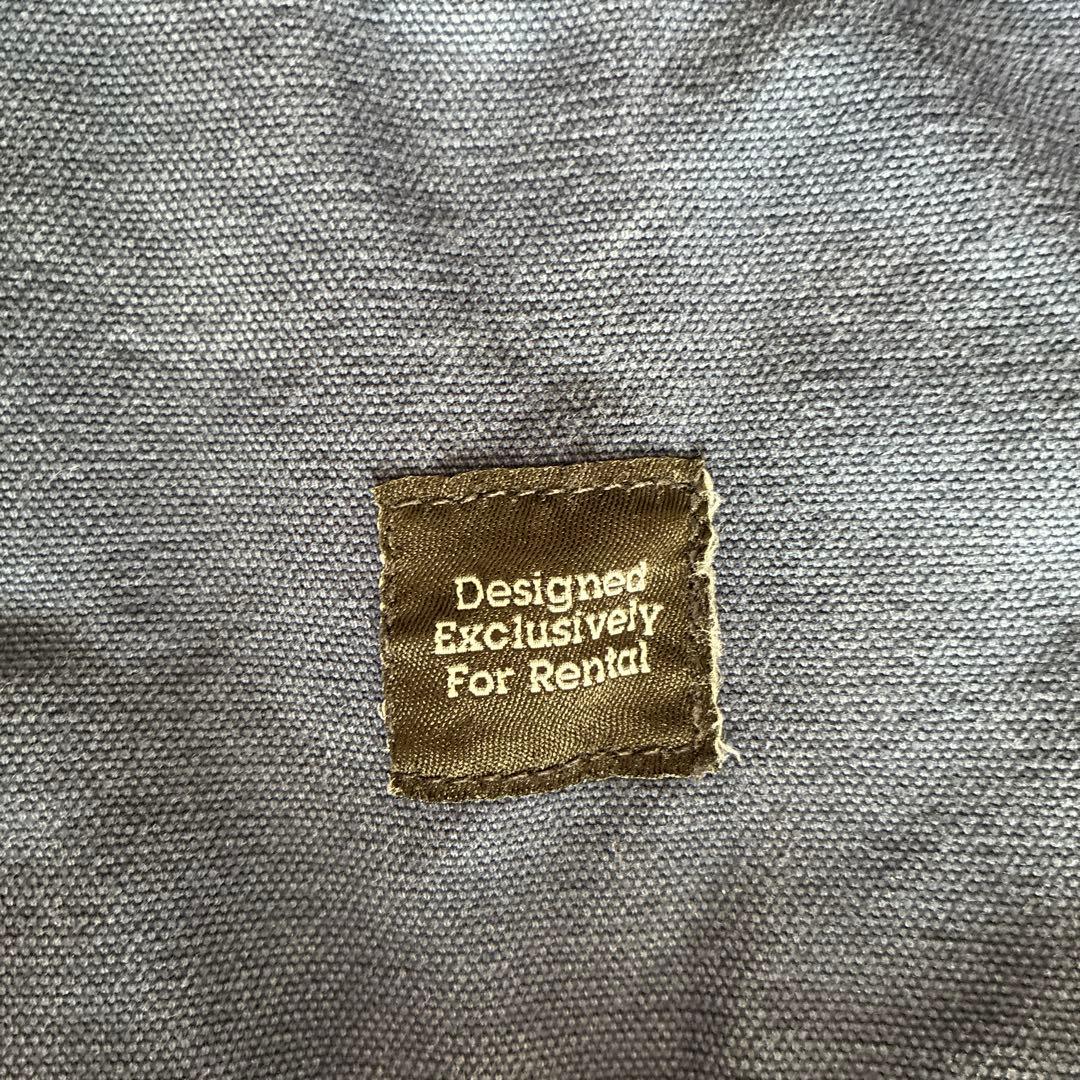 Designed
Exclusively
For Rental